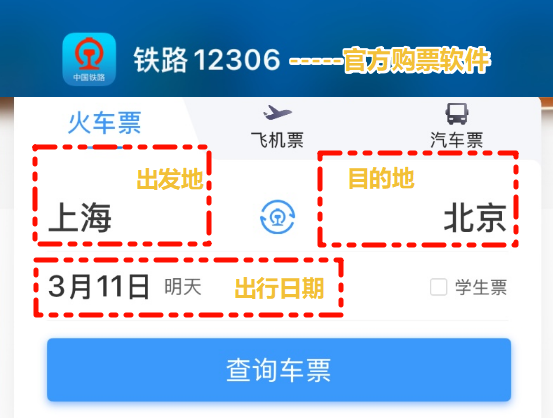 中国铁路
铁路 12306 -----官方购票软件
火车票
飞机票
汽车票
出发地
目的地
上海
北京
3月11日 明天 出行日期
学生票
查询车票